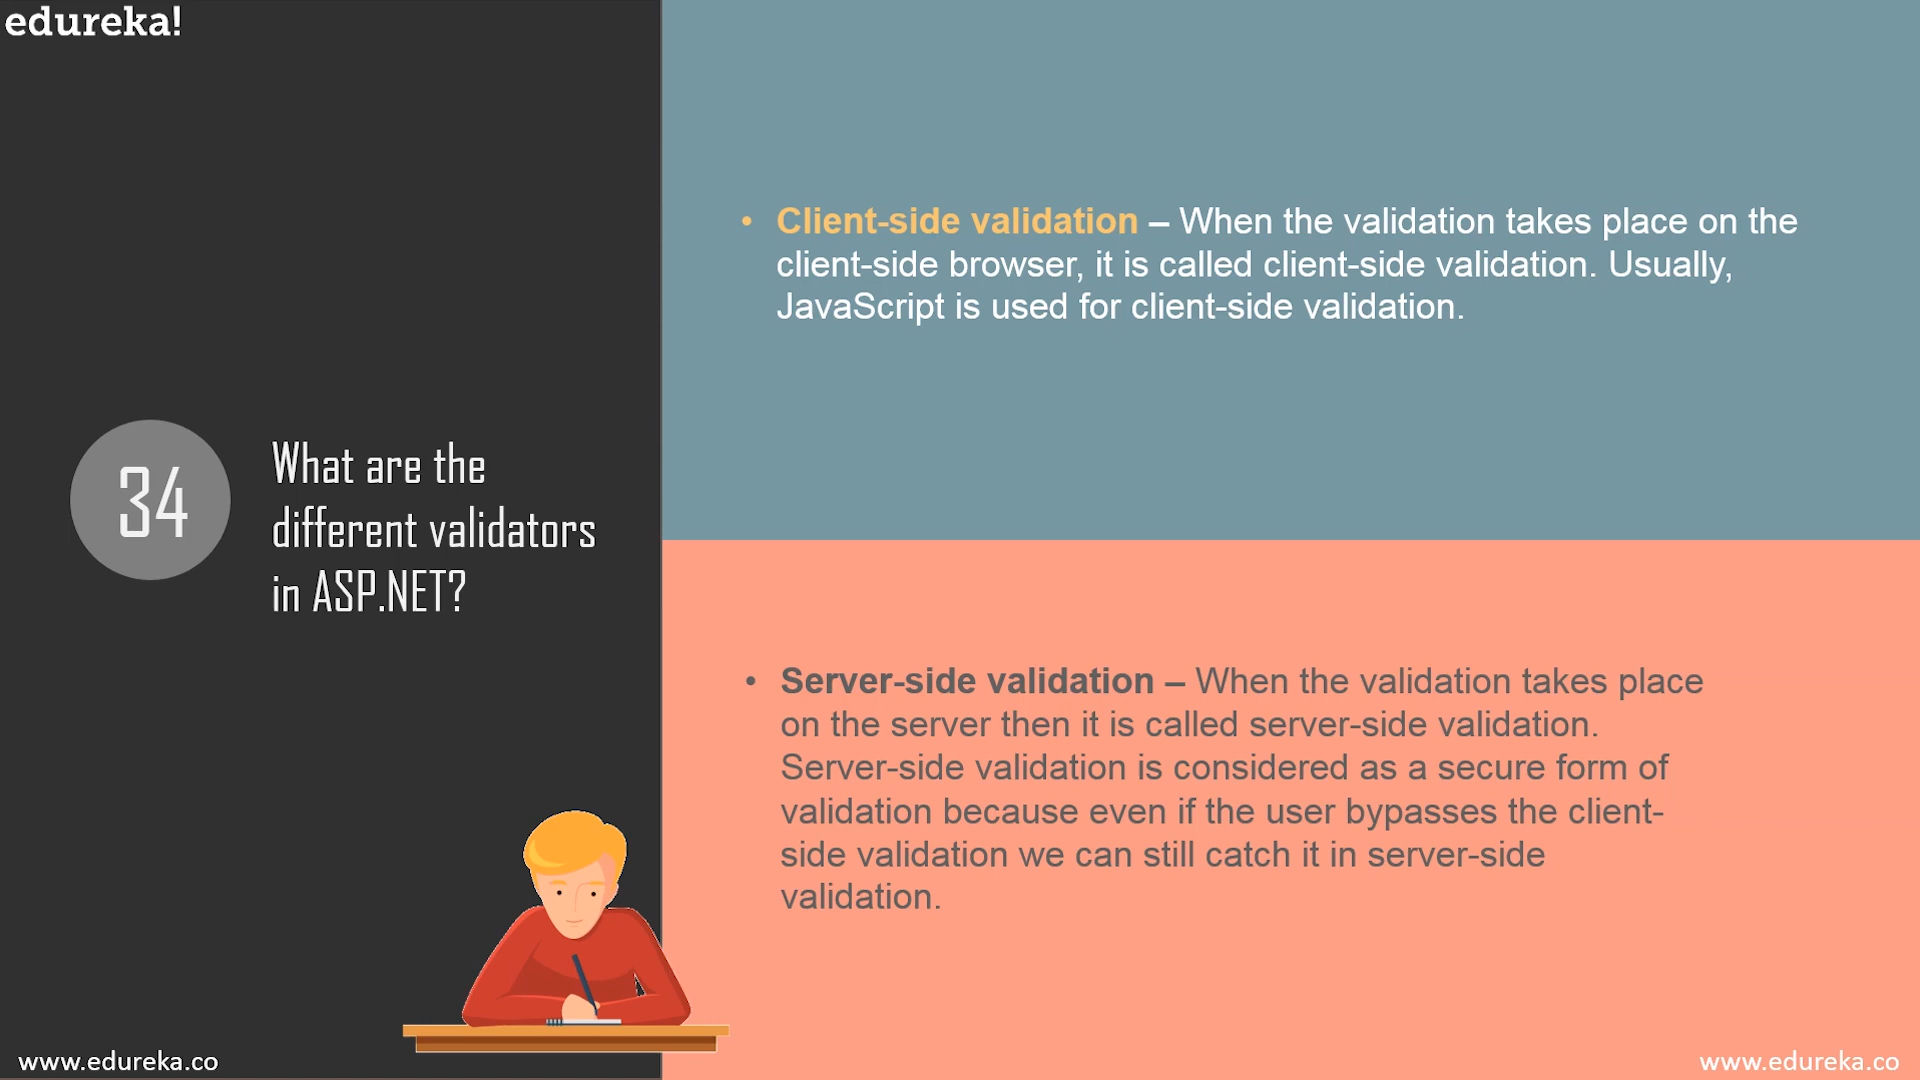 edureka!
34
What are the
different validators
in ASP.NET?
• Client-side validation – When the validation takes place on the
client-side browser, it is called client-side validation. Usually,
JavaScript is used for client-side validation.
• Server-side validation – When the validation takes place
on the server then it is called server-side validation.
Server-side validation is considered as a secure form of
validation because even if the user bypasses the client-
side validation we can still catch it in server-side
validation.
www.edureka.co
www.edureka.co